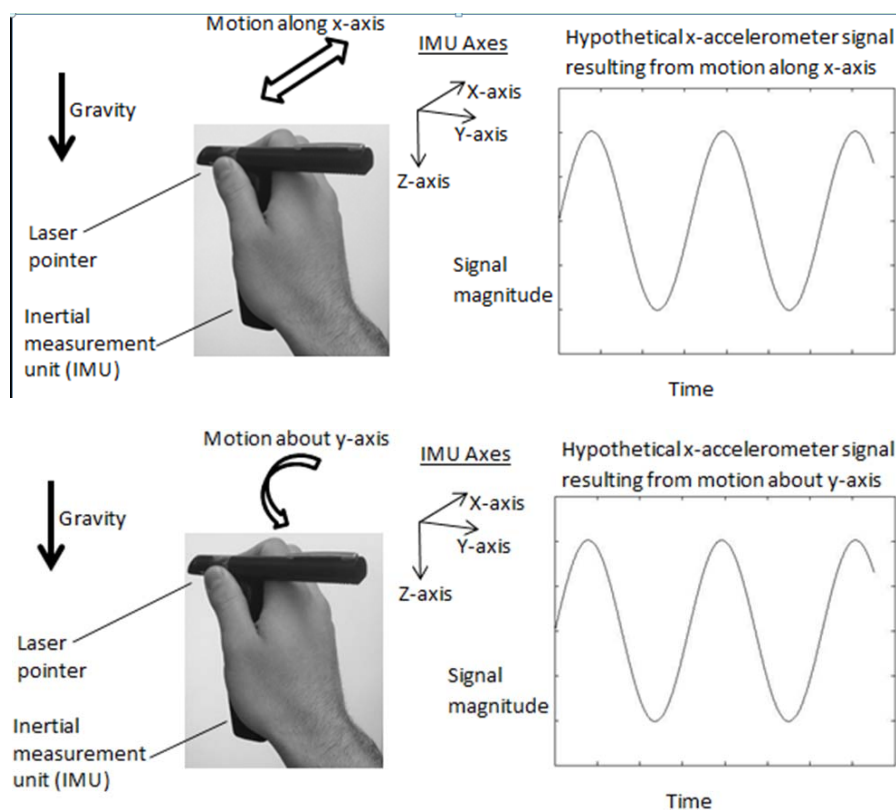 Motion along x-axis
Gravity
IMU Axes
X-axis
Y-axis
Z-axis
Laser
pointer
Inertial
measurement
unit (IMU)
Hypothetical x-accelerometer signal
resulting from motion along x-axis
Signal
magnitude
Time
Motion about y-axis
Gravity
IMU Axes
X-axis
Y-axis
Z-axis
Laser
pointer
Inertial
measurement
unit (IMU)
Hypothetical x-accelerometer signal
resulting from motion about y-axis
Signal
magnitude
Time